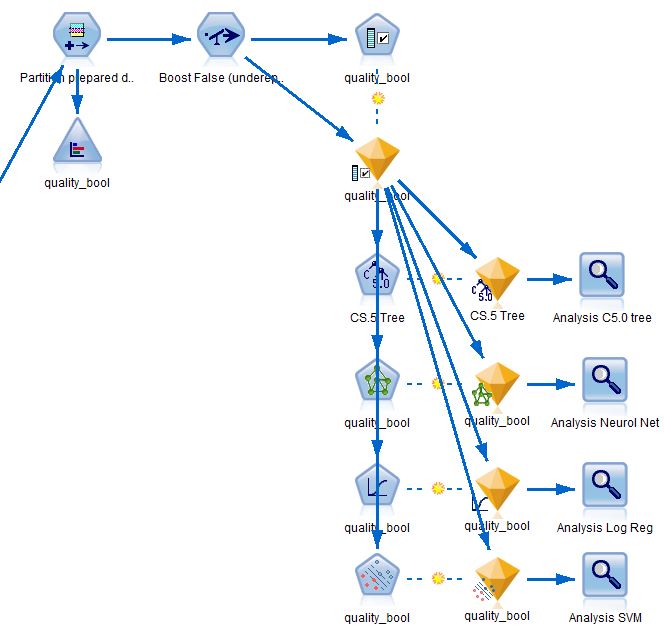 Partition prepared d..
Boost False (underep..
quality_bool
quality_bool
quality_bool
C 5.0
C 5.0
CS.5 Tree
CS.5 Tree
Analysis C5.0 tree
quality_bool
quality_bool
Analysis Neurol Net
quality_bool
quality_bool
Analysis Log Reg
quality_bool
quality_bool
Analysis SVM